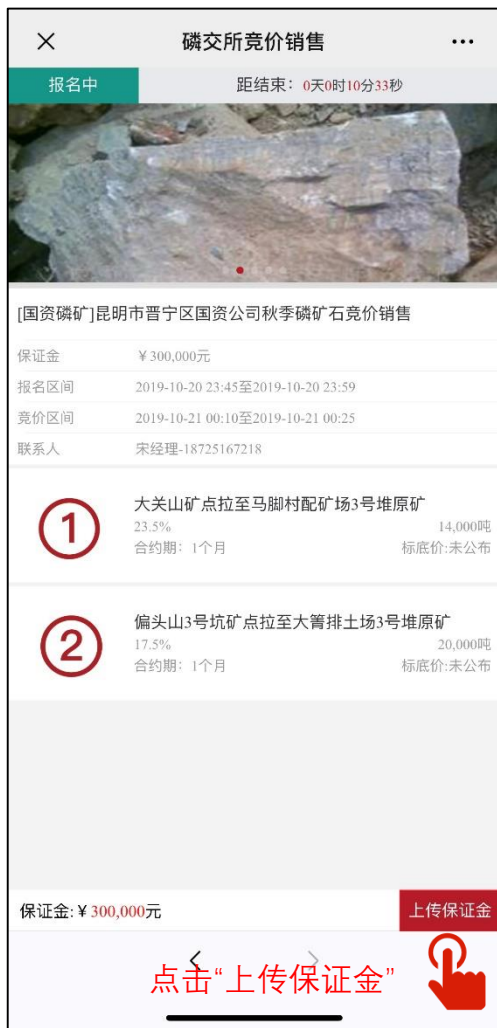 磷交所竞价销售
报名中
距结束：0天0时10分33秒
[国资磷矿]昆明市晋宁区国资公司秋季磷矿石竞价销售
保证金 ￥300,000元
报名区间 2019-10-20 23:45至2019-10-20 23:59
竞价区间 2019-10-21 00:10至2019-10-21 00:25
联系人 宋经理-18725167218
1
大关山矿点拉至马脚村配矿场3号堆原矿
23.5% 14,000吨
合约期：1个月 标底价:未公布
2
偏头山3号坑矿点拉至大箐排土场3号堆原矿
17.5% 20,000吨
合约期：1个月 标底价:未公布
保证金:￥300,000元
上传保证金
点击“上传保证金”